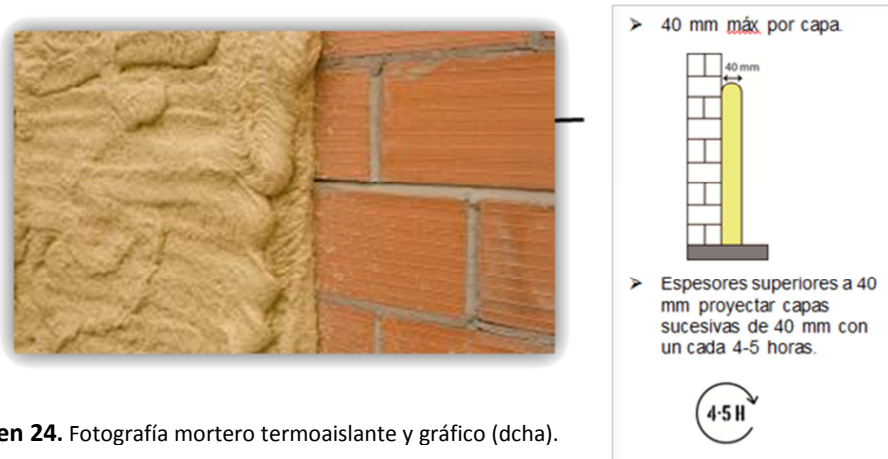 ➢ 40 mm máx por capa.
40 mm
➢ Espesores superiores a 40
mm proyectar capas
sucesivas de 40 mm con
un cada 4-5 horas.
4-5 H
en 24. Fotografía mortero termoaislante y gráfico (dcha).